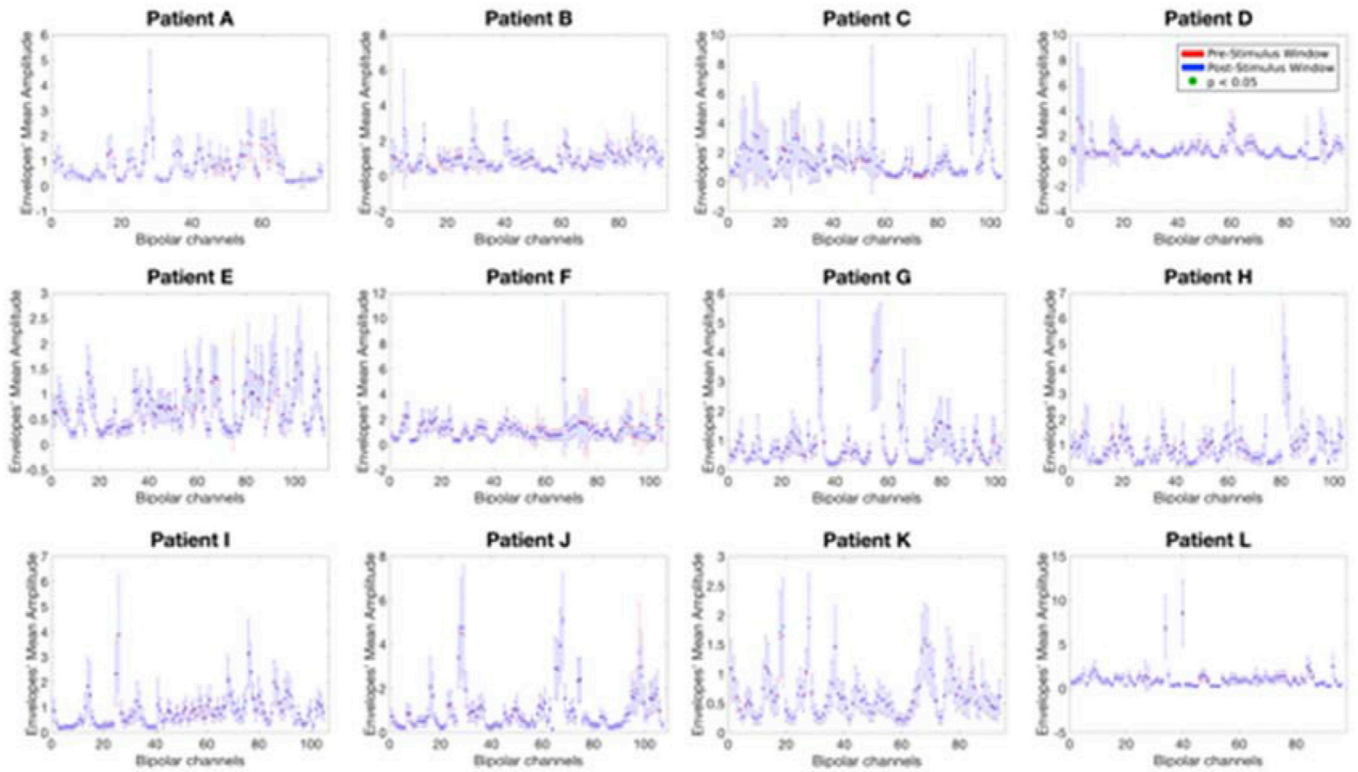 Patient A
Patient B
Patient C
Patient D
Envelopes' Mean Amplitude
6
5
4
3
2
1
0
-1
0 20 40 60
Bipolar channels
Envelopes' Mean Amplitude
8
6
4
2
0
-2
0 20 40 60 80
Bipolar channels
Envelopes' Mean Amplitude
10
8
6
4
2
0
-2
0 20 40 60 80 100
Bipolar channels
Envelopes' Mean Amplitude
10
8
6
4
2
0
-2
-4
0 20 40 60 80 100
Bipolar channels
Pre-Stimulus Window
Post-Stimulus Window
p < 0.05
Patient E
Patient F
Patient G
Patient H
Envelopes' Mean Amplitude
3
2.5
2
1.5
1
0.5
0
-0.5
0 20 40 60 80 100
Bipolar channels
Envelopes' Mean Amplitude
12
10
8
6
4
2
0
-2
0 20 40 60 80 100
Bipolar channels
Envelopes' Mean Amplitude
6
5
4
3
2
1
0
0 20 40 60 80 100
Bipolar channels
Envelopes' Mean Amplitude
7
6
5
4
3
2
1
0
0 20 40 60 80 100
Bipolar channels
Patient I
Patient J
Patient K
Patient L
Envelopes' Mean Amplitude
7
6
5
4
3
2
1
0
0 20 40 60 80 100
Bipolar channels
Envelopes' Mean Amplitude
8
6
4
2
0
0 20 40 60 80 100
Bipolar channels
Envelopes' Mean Amplitude
3
2.5
2
1.5
1
0.5
0
0 20 40 60 80
Bipolar channels
Envelopes' Mean Amplitude
15
10
5
0
-5
0 20 40 60 80
Bipolar channels